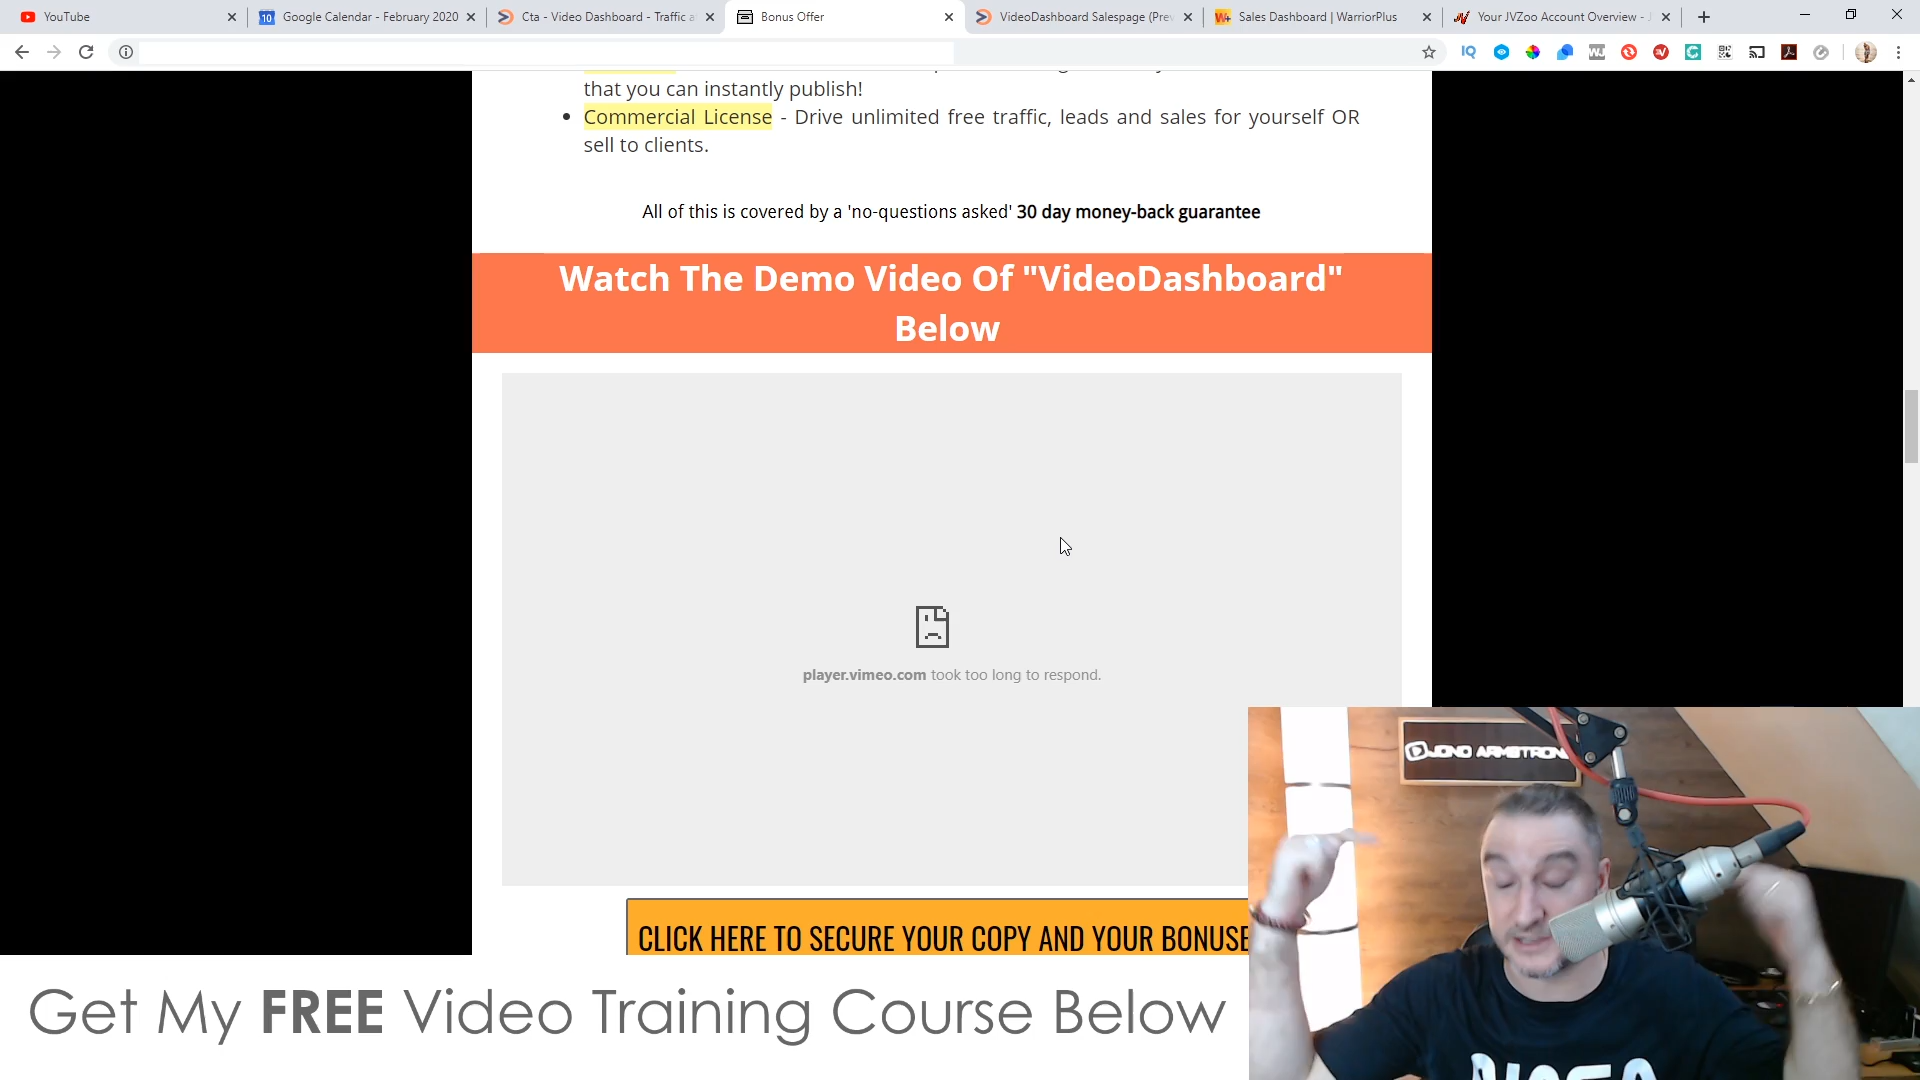 YouTube
Google Calendar - February 2020
Cta - Video Dashboard - Traffic a
Bonus Offer
VideoDashboard Salespage (Prev
Sales Dashboard | WarriorPlus
Your JVZoo Account Overview - J
that you can instantly publish!
Commercial License - Drive unlimited free traffic, leads and sales for yourself OR
sell to clients.
All of this is covered by a 'no-questions asked' 30 day money-back guarantee
Watch The Demo Video Of "VideoDashboard"
Below
player.vimeo.com took too long to respond.
JONO ARMSTRONG
CLICK HERE TO SECURE YOUR COPY AND YOUR BONUSE
Get My FREE Video Training Course Below